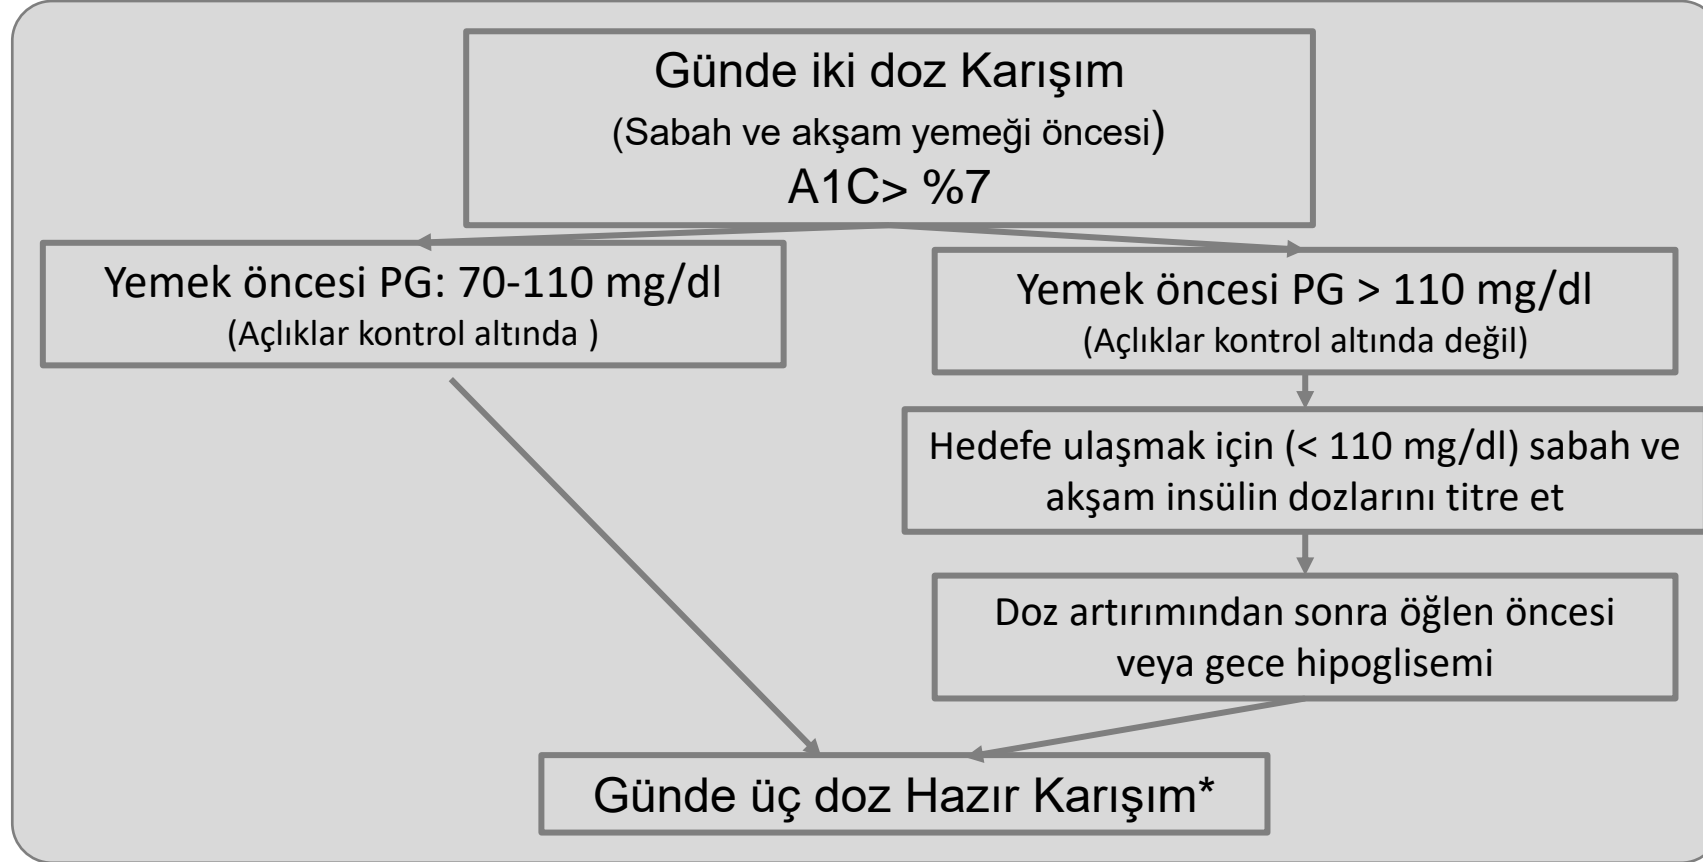 Günde iki doz Karışım
(Sabah ve akşam yemeği öncesi)
A1C> %7
Yemek öncesi PG: 70-110 mg/dl
(Açlıklar kontrol altında )
Yemek öncesi PG > 110 mg/dl
(Açlıklar kontrol altında değil)
Hedefe ulaşmak için (< 110 mg/dl) sabah ve
akşam insülin dozlarını titre et
Doz artırımından sonra öğlen öncesi
veya gece hipoglisemi
Günde üç doz Hazır Karışım*